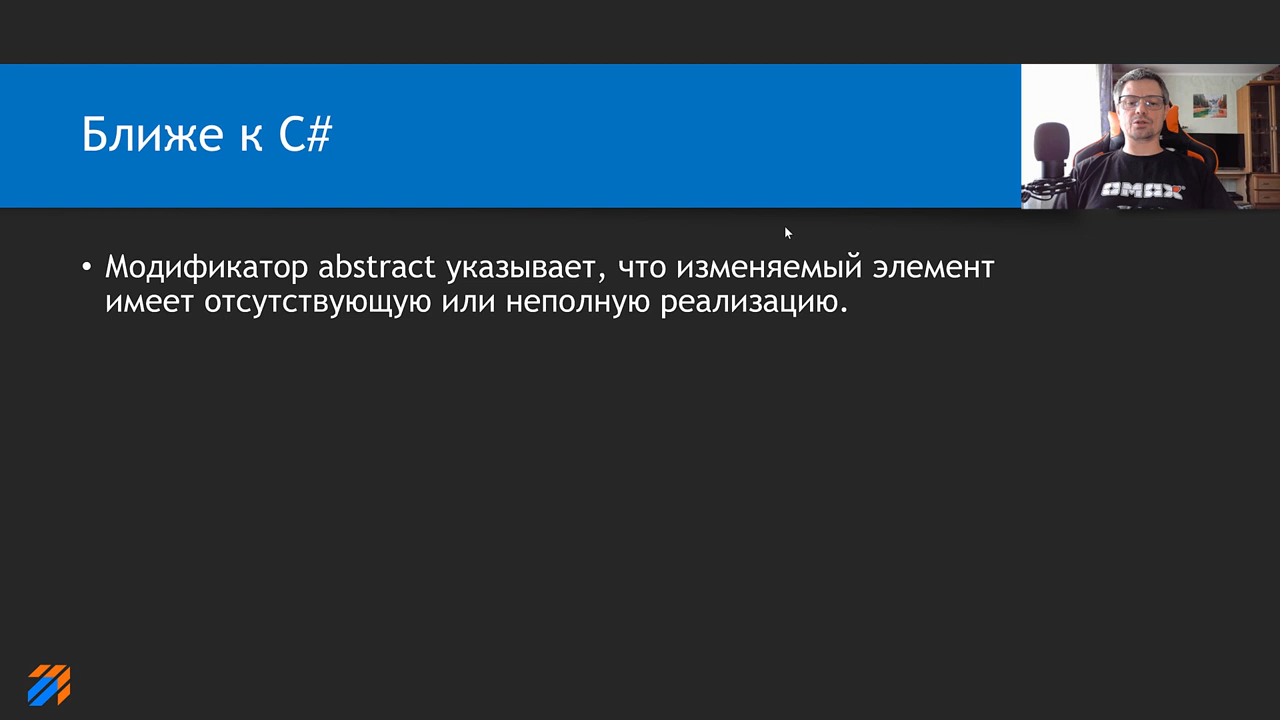 Ближе к C#
• Модификатор abstract указывает, что изменяемый элемент
имеет отсутствующую или неполную реализацию.